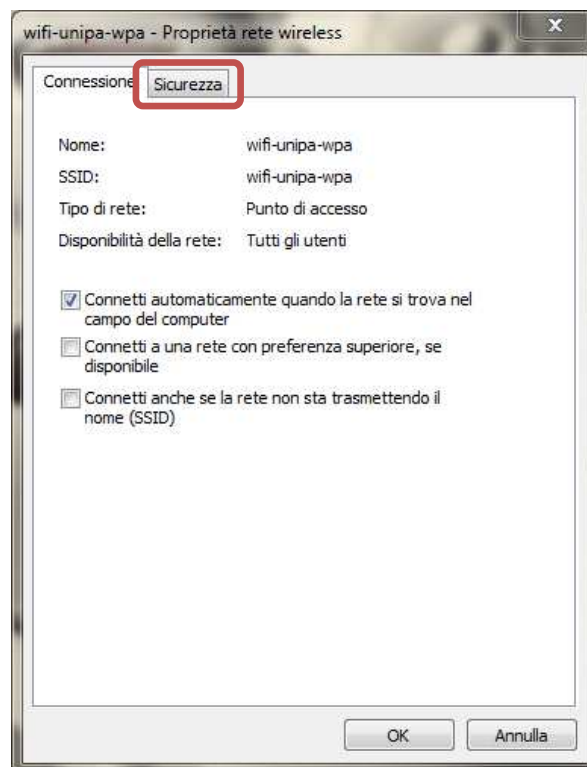 wifi-unipa-wpa - Proprietà rete wireless
Connessione Sicurezza
Nome: wifi-unipa-wpa
SSID: wifi-unipa-wpa
Tipo di rete: Punto di accesso
Disponibilità della rete: Tutti gli utenti
Connetti automaticamente quando la rete si trova nel
campo del computer
Connetti a una rete con preferenza superiore, se
disponibile
Connetti anche se la rete non sta trasmettendo il
nome (SSID)
OK Annulla